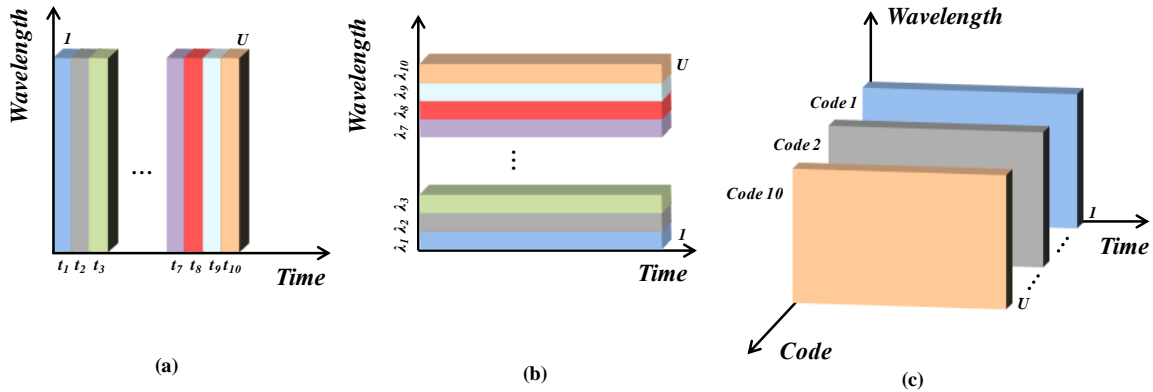 Wavelength
1
U
...
t1 t2 t3
t7 t8 t9 t10
Time
(a)
Wavelength
λ10
λ9
λ8
λ7
λ3
λ2
λ1
U
1
Time
(b)
Wavelength
Code 1
Code 2
Code 10
1
Time
U
Code
(c)